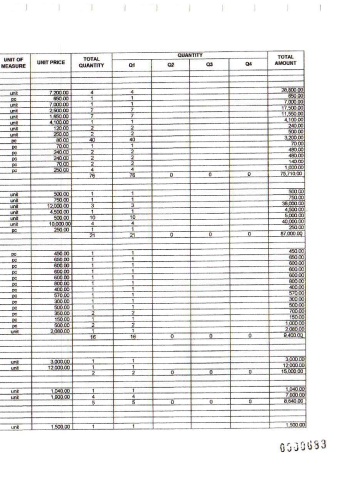 QUANTITY
UNIT OF MEASURE UNIT PRICE TOTAL QUANTITY Q1 Q2 Q3 Q4 TOTAL AMOUNT
unit 7,200.00 4 4 28,800.00
pc 650.00 1 1 650.00
unit 7,000.00 1 1 7,000.00
unit 2,500.00 7 7 17,500.00
unit 1,650.00 7 7 11,550.00
unit 4,100.00 1 1 4,100.00
unit 120.00 2 2 240.00
unit 250.00 2 2 500.00
pc 80.00 40 40 3,200.00
pc 70.00 1 1 70.00
pc 240.00 2 2 480.00
pc 240.00 2 2 480.00
pc 70.00 2 2 140.00
pc 250.00 4 4 1,000.00
76 76 0 0 0 75,710.00
unit 500.00 1 1 500.00
unit 750.00 1 1 750.00
unit 12,000.00 3 3 36,000.00
unit 4,500.00 1 1 4,500.00
unit 500.00 10 10 5,000.00
unit 10,000.00 4 4 40,000.00
pc 250.00 1 1 250.00
21 21 0 0 0 87,000.00
pc 450.00 1 1 450.00
pc 650.00 1 1 650.00
pc 600.00 1 1 600.00
pc 600.00 1 1 600.00
pc 600.00 1 1 600.00
pc 800.00 1 1 800.00
pc 400.00 1 1 400.00
pc 570.00 1 1 570.00
pc 300.00 1 1 300.00
pc 500.00 1 1 500.00
pc 350.00 2 2 700.00
pc 150.00 1 1 150.00
pc 500.00 2 2 1,000.00
unit 2,080.00 1 1 2,080.00
16 16 0 0 0 9,400.00
unit 3,000.00 1 1 3,000.00
unit 12,000.00 1 1 12,000.00
2 2 0 0 0 15,000.00
unit 1,040.00 1 1 1,040.00
unit 1,900.00 4 4
5 5 0 0 0 8,640.00
unit 1,500.00 1 1 1,500.00